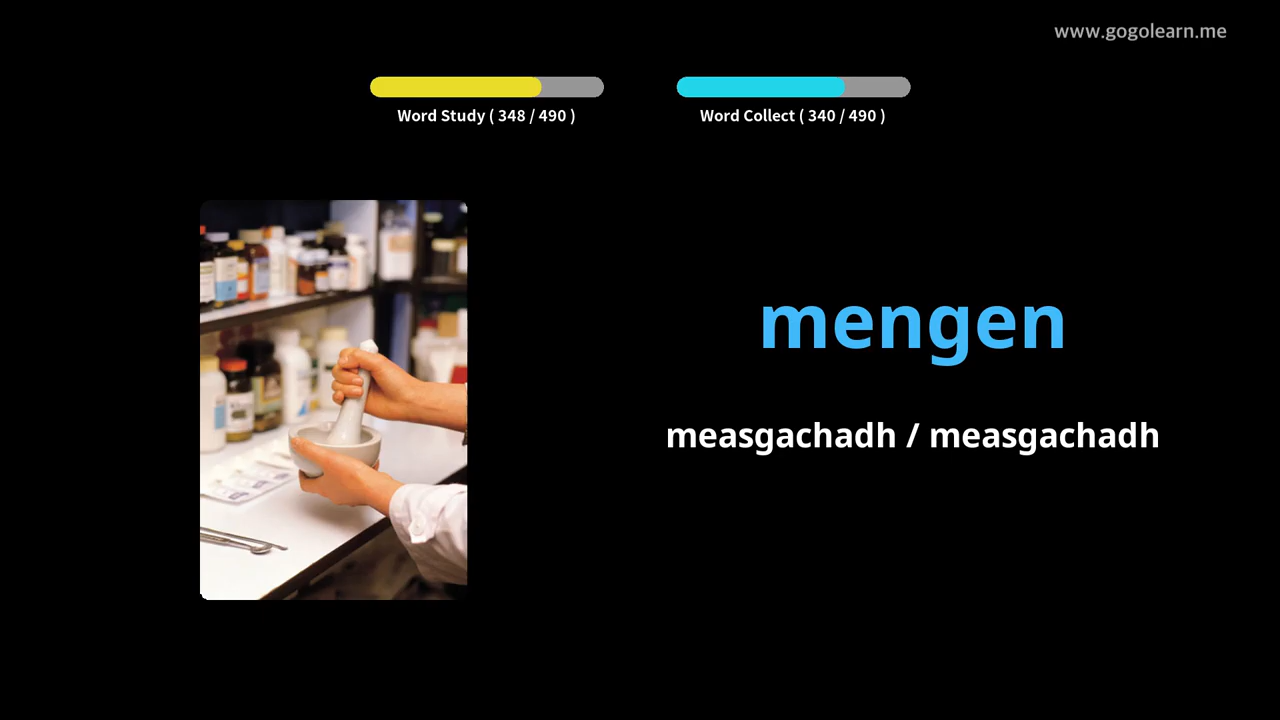 www.gogolearn.me
Word Study ( 348 / 490 )
Word Collect ( 340 / 490 )
mengen
measgachadh / measgachadh